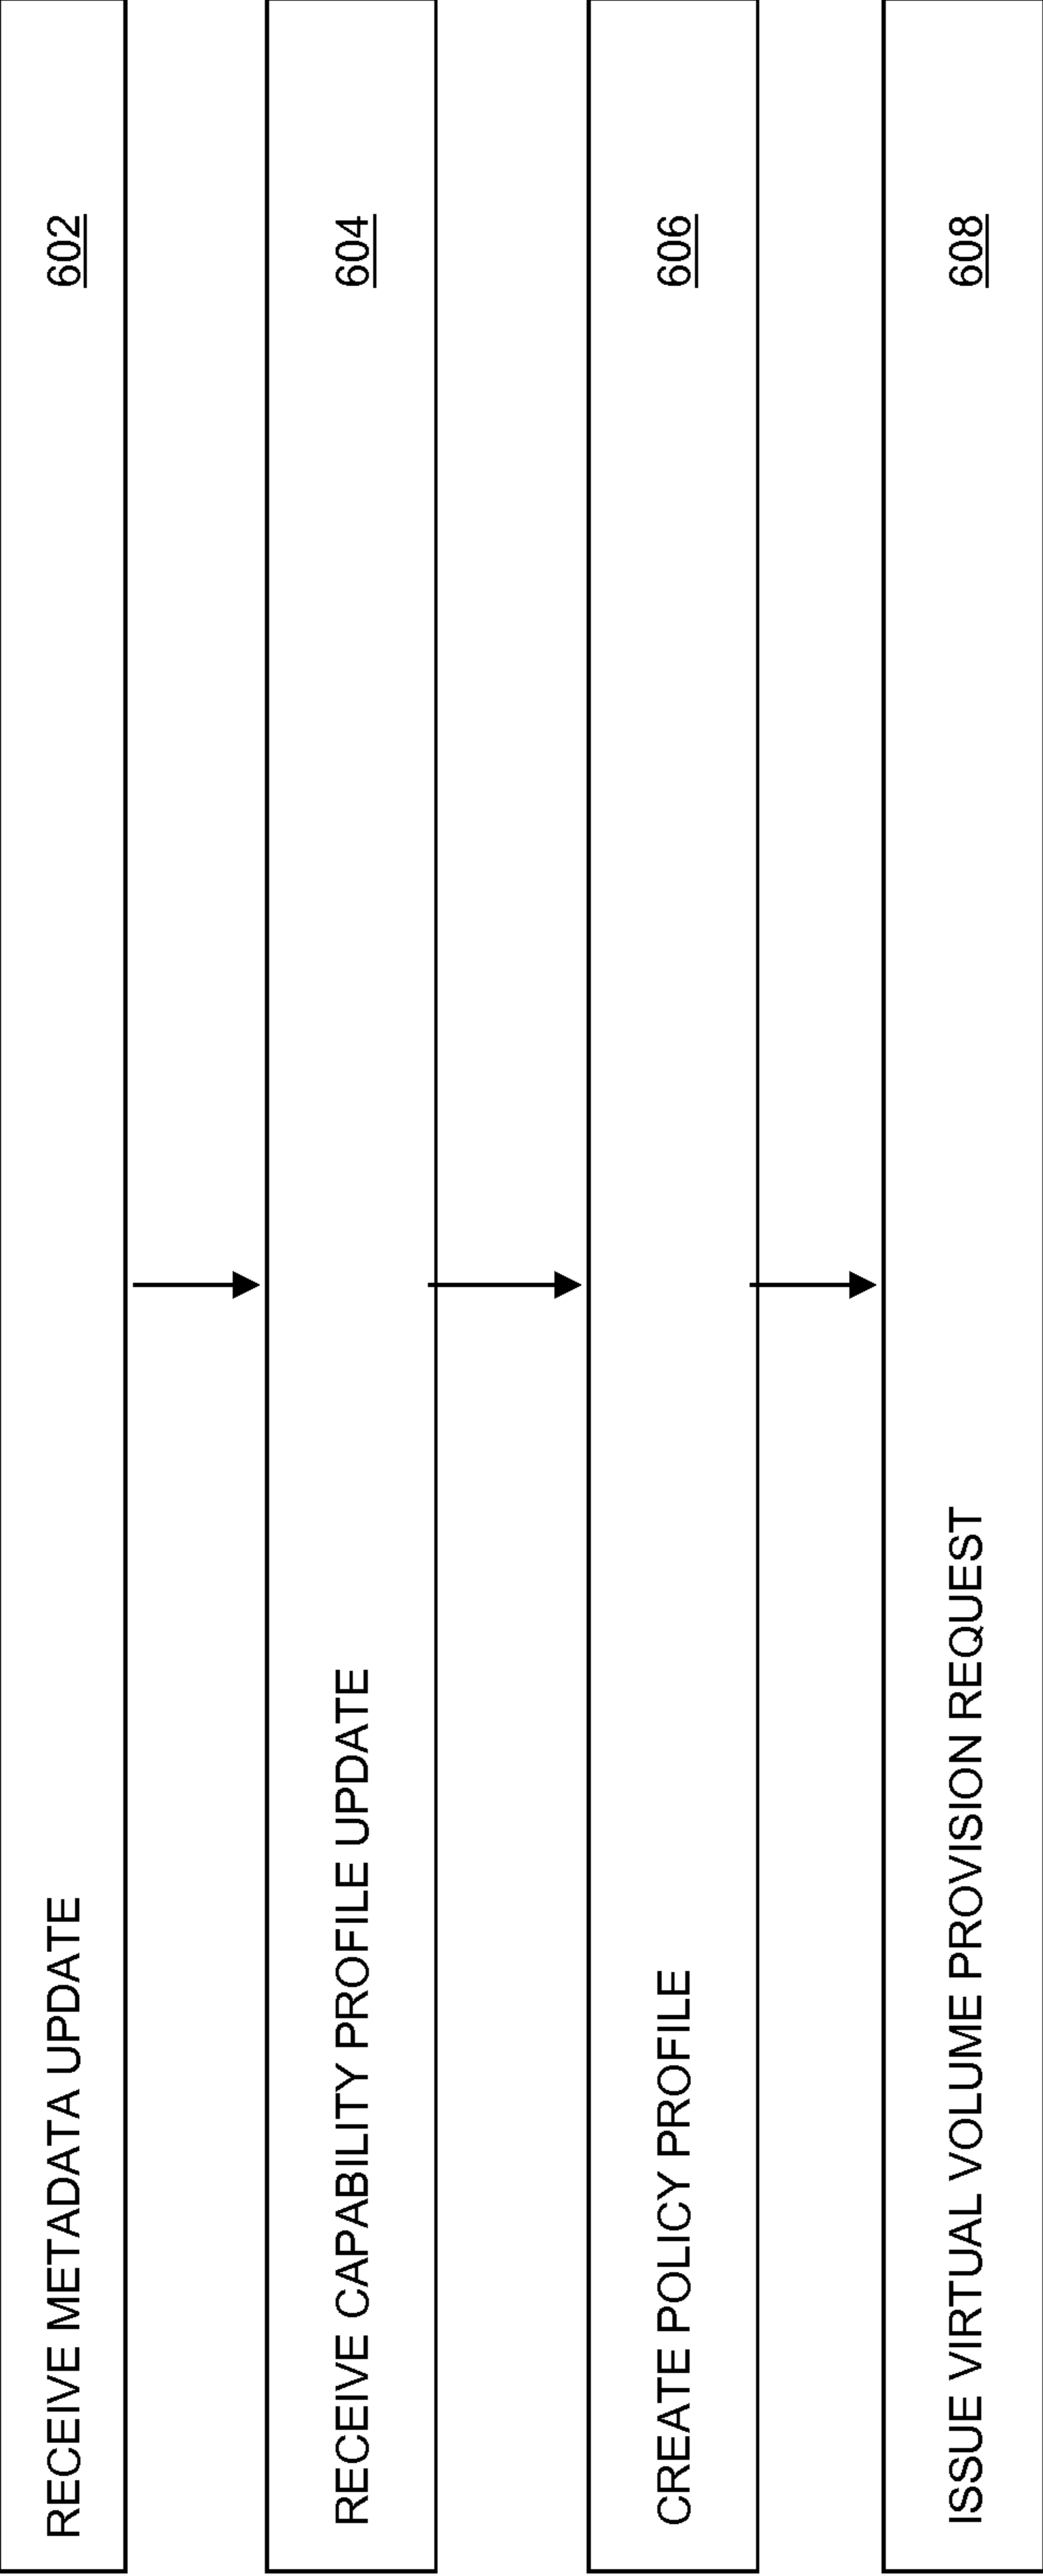 RECEIVE METADATA UPDATE 602
RECEIVE CAPABILITY PROFILE UPDATE 604
CREATE POLICY PROFILE 606
ISSUE VIRTUAL VOLUME PROVISION REQUEST 608